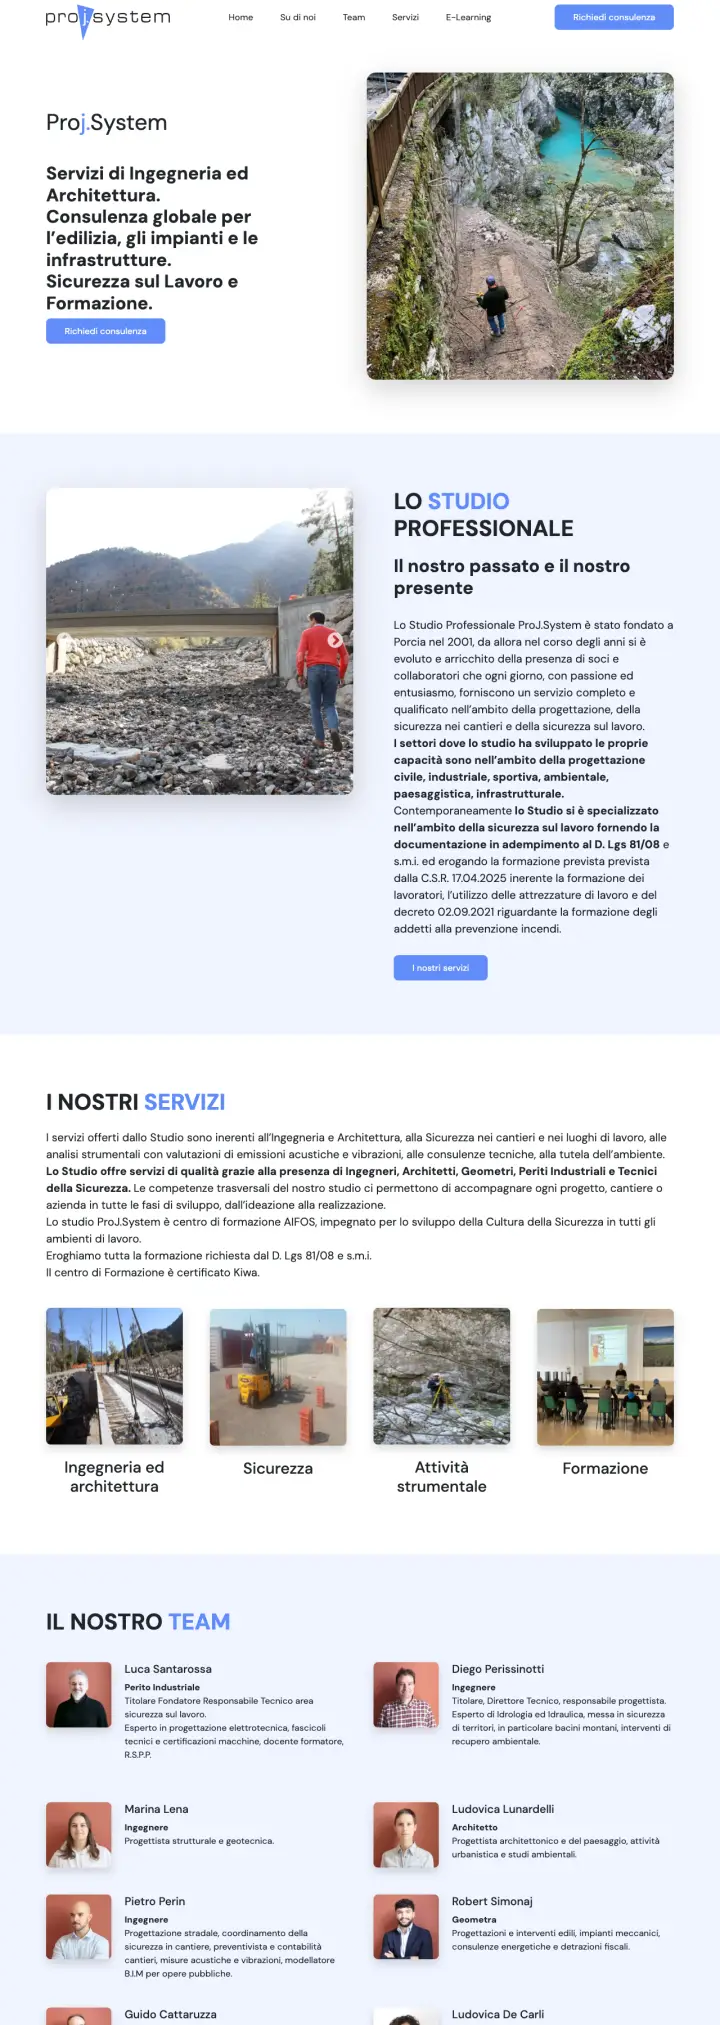 proj.system
Home
Su di noi
Team
Servizi
E-Learning
Richiedi consulenza
Proj.System
Servizi di Ingegneria ed
Architettura.
Consulenza globale per
l'edilizia, gli impianti e le
infrastrutture.
Sicurezza sul Lavoro e
Formazione.
Richiedi consulenza
LO STUDIO
PROFESSIONALE
Il nostro passato e il nostro
presente
Lo Studio Professionale ProJ.System è stato fondato a
Porcia nel 2001, da allora nel corso degli anni si è
evoluto e arricchito della presenza di soci e
collaboratori che ogni giorno, con passione ed
entusiasmo, forniscono un servizio completo e
qualificato nell'ambito della progettazione, della
sicurezza nei cantieri e della sicurezza sul lavoro.
I settori dove lo studio ha sviluppato le proprie
capacità sono nell'ambito della progettazione
civile, industriale, sportiva, ambientale,
paesaggistica, infrastrutturale.
Contemporaneamente lo Studio si è specializzato
nell'ambito della sicurezza sul lavoro fornendo la
documentazione in adempimento al D. Lgs 81/08 e
s.m.i. ed erogando la formazione prevista prevista
dalla C.S.R. 17.04.2025 inerente la formazione dei
lavoratori, l'utilizzo delle attrezzature di lavoro e del
decreto 02.09.2021 riguardante la formazione degli
addetti alla prevenzione incendi.
I nostri servizi
I NOSTRI SERVIZI
I servizi offerti dallo Studio sono inerenti all'Ingegneria e Architettura, alla Sicurezza nei cantieri e nei luoghi di lavoro, alle
analisi strumentali con valutazioni di emissioni acustiche e vibrazioni, alle consulenze tecniche, alla tutela dell'ambiente.
Lo Studio offre servizi di qualità grazie alla presenza di Ingegneri, Architetti, Geometri, Periti Industriali e Tecnici
della Sicurezza. Le competenze trasversali del nostro studio ci permettono di accompagnare ogni progetto, cantiere o
azienda in tutte le fasi di sviluppo, dall'ideazione alla realizzazione.
Lo studio ProJ.System è centro di formazione AIFOS, impegnato per lo sviluppo della Cultura della Sicurezza in tutti gli
ambienti di lavoro.
Eroghiamo tutta la formazione richiesta dal D. Lgs 81/08 e s.m.i.
Il centro di Formazione è certificato Kiwa.
Ingegneria ed
architettura
Sicurezza
Attività
strumentale
Formazione
IL NOSTRO TEAM
Luca Santarossa
Perito Industriale
Titolare Fondatore Responsabile Tecnico area
sicurezza sul lavoro.
Esperto in progettazione elettrotecnica, fascicoli
tecnici e certificazioni macchine, docente formatore,
R.S.P.P.
Diego Perissinotti
Ingegnere
Titolare, Direttore Tecnico, responsabile progettista.
Esperto di Idrologia ed Idraulica, messa in sicurezza
di territori, in particolare bacini montani, interventi di
recupero ambientale.
Marina Lena
Ingegnere
Progettista strutturale e geotecnica.
Ludovica Lunardelli
Architetto
Progettista architettonico e del paesaggio, attività
urbanistica e studi ambientali.
Pietro Perin
Ingegnere
Progettazione stradale, coordinamento della
sicurezza in cantiere, preventivista e contabilità
cantieri, misure acustiche e vibrazioni, modellatore
B.I.M per opere pubbliche.
Robert Simonaj
Geometra
Progettazioni e interventi edili, impianti meccanici,
consulenze energetiche e detrazioni fiscali.
Guido Cattaruzza
Ludovica De Carli